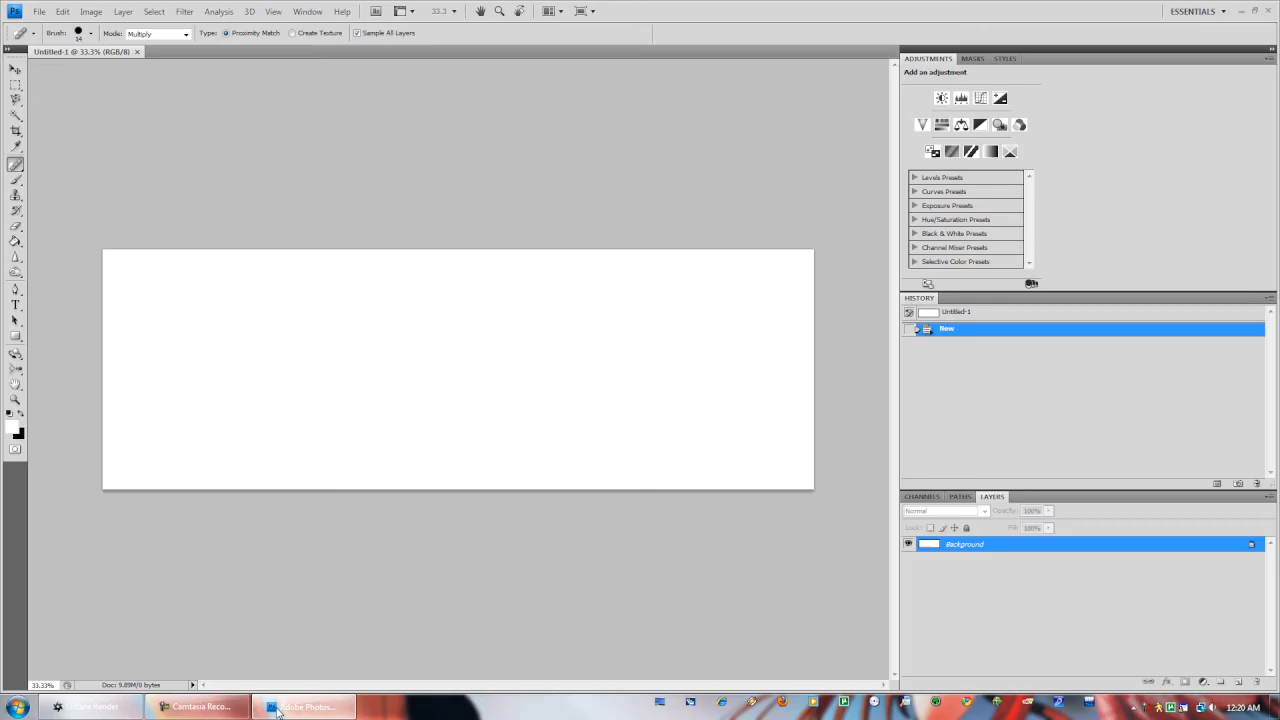 Ps File Edit Image Layer Select Filter Analysis 3D View Window Help 33.3 ESSENTIALS
Brush: 14 Mode: Multiply Type: Proximity Match Create Texture Sample All Layers
Untitled-1 @ 33.3% (RGB/8)
ADJUSTMENTS MASKS STYLES
Add an adjustment
Levels Presets
Curves Presets
Exposure Presets
Hue/Saturation Presets
Black & White Presets
Channel Mixer Presets
Selective Color Presets
HISTORY
Untitled-1
New
CHANNELS PATHS LAYERS
Normal Opacity: 100%
Lock: Fill: 100%
Background
33.33% Doc: 9.89M/0 bytes
Render Camtasia Reco... Adobe Photos... 12:20 AM